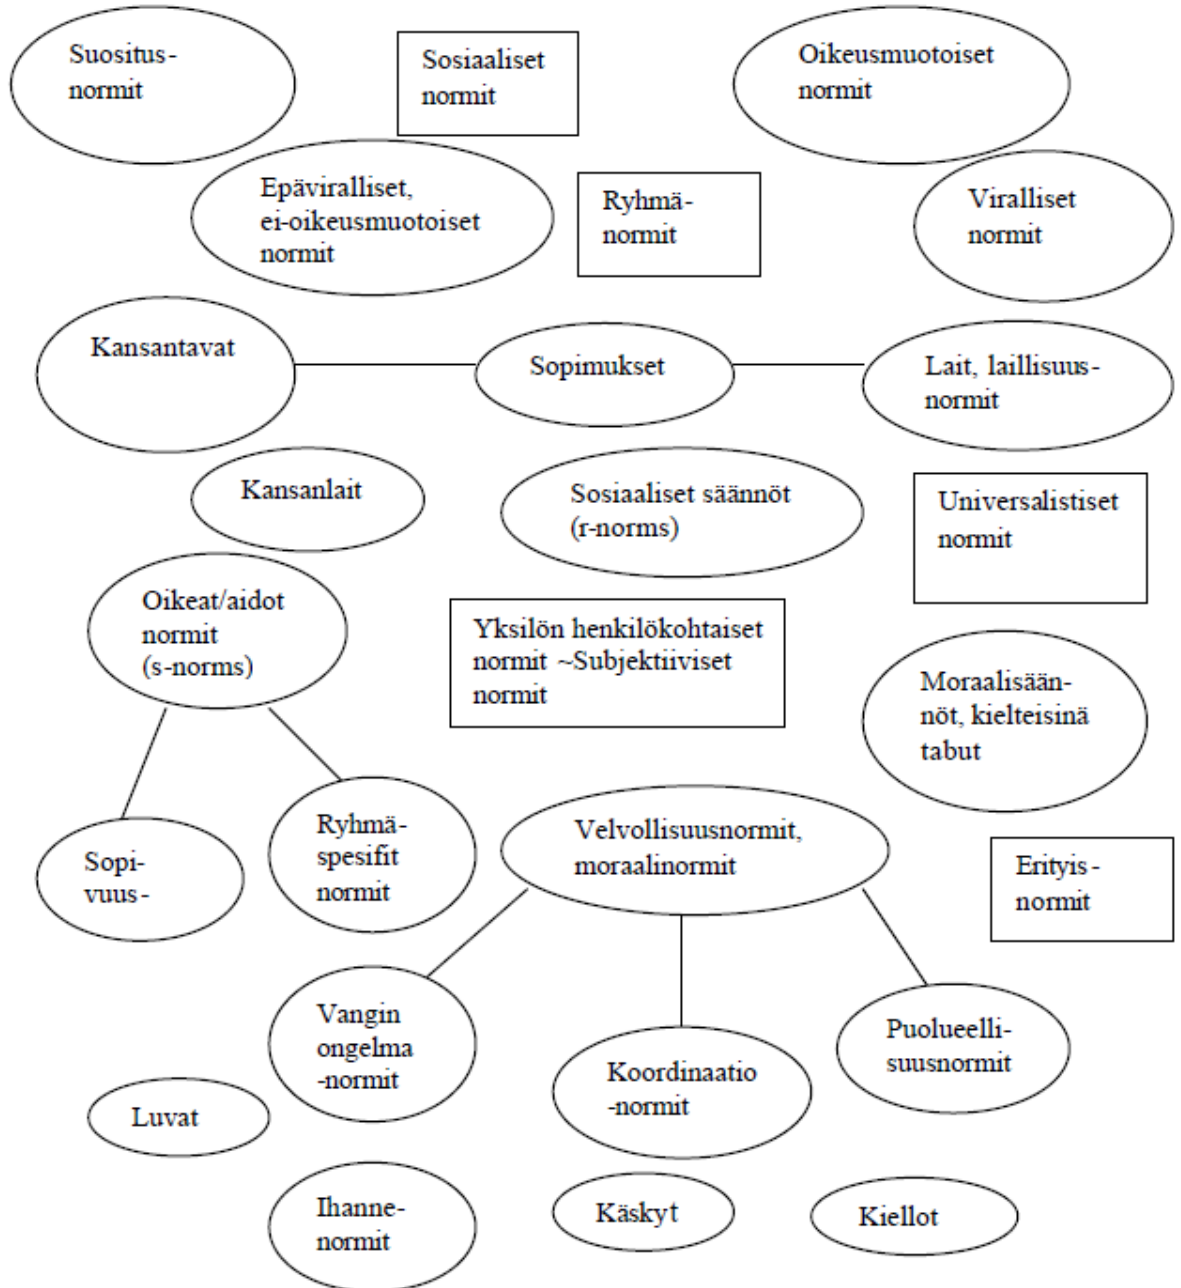 Suositus-
normit
Sosiaaliset
normit
Oikeusmuotoiset
normit
Epäviralliset,
ei-oikeusmuotoiset
normit
Ryhmä-
normit
Viralliset
normit
Kansantavat
Sopimukset
Lait, laillisuus-
normit
Kansanlait
Sosiaaliset säännöt
(r-norms)
Universalistiset
normit
Oikeat/aidot
normit
(s-norms)
Yksilön henkilökohtaiset
normit ~Subjektiiviset
normit
Moraalisään-
nöt, kielteisinä
tabut
Sopi-
vuus-
Ryhmä-
spesifit
normit
Velvollisuusnormit,
moraalinormit
Erityis-
normit
Vangin
ongelma
-normit
Koordinaatio
-normit
Puolueelli-
suusnormit
Luvat
Ihanne-
normit
Käskyt
Kiellot